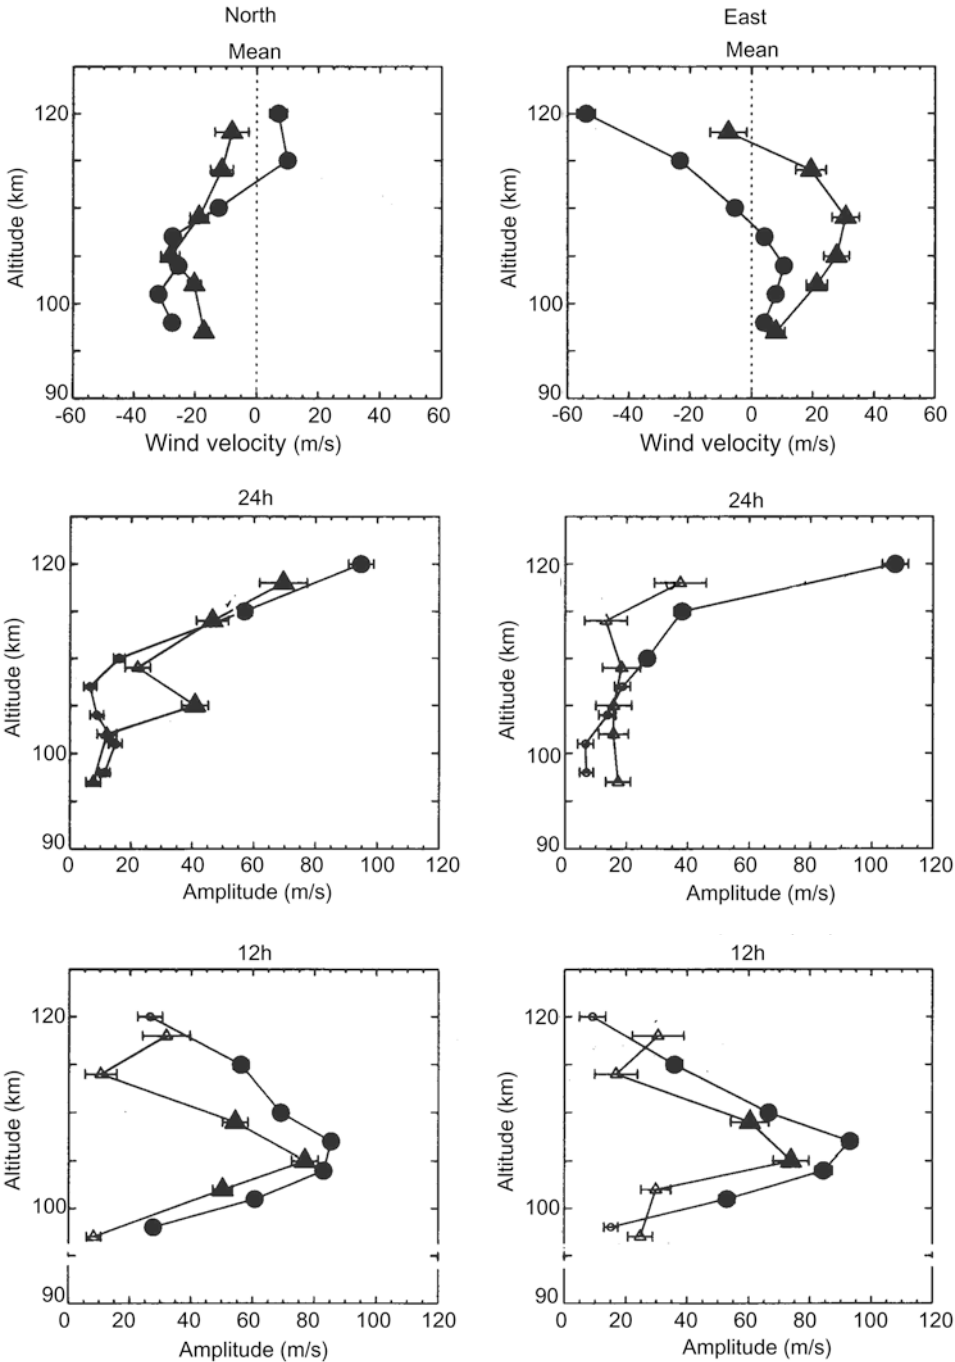 North East
Mean Mean
120 120
Altitude (km) Altitude (km)
100 100
90 90
-60 -40 -20 0 20 40 60 -60 -40 -20 0 20 40 60
Wind velocity (m/s) Wind velocity (m/s)
24h 24h
120 120
Altitude (km) Altitude (km)
100 100
90 90
0 20 40 60 80 100 120 0 20 40 60 80 100 120
Amplitude (m/s) Amplitude (m/s)
12h 12h
120 120
Altitude (km) Altitude (km)
100 100
90 90
0 20 40 60 80 100 120 0 20 40 60 80 100 120
Amplitude (m/s) Amplitude (m/s)